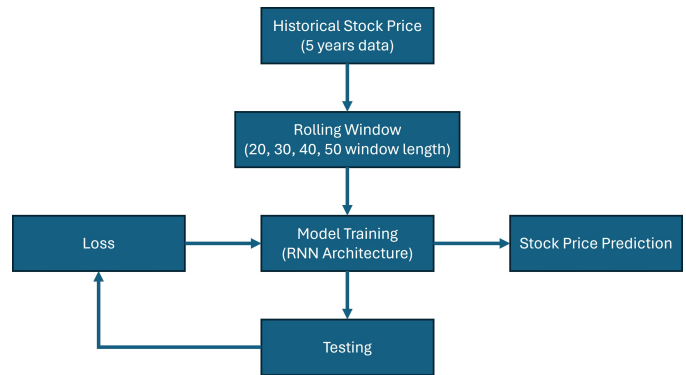 Historical Stock Price
(5 years data)
Rolling Window
(20, 30, 40, 50 window length)
Loss
Model Training
(RNN Architecture)
Stock Price Prediction
Testing